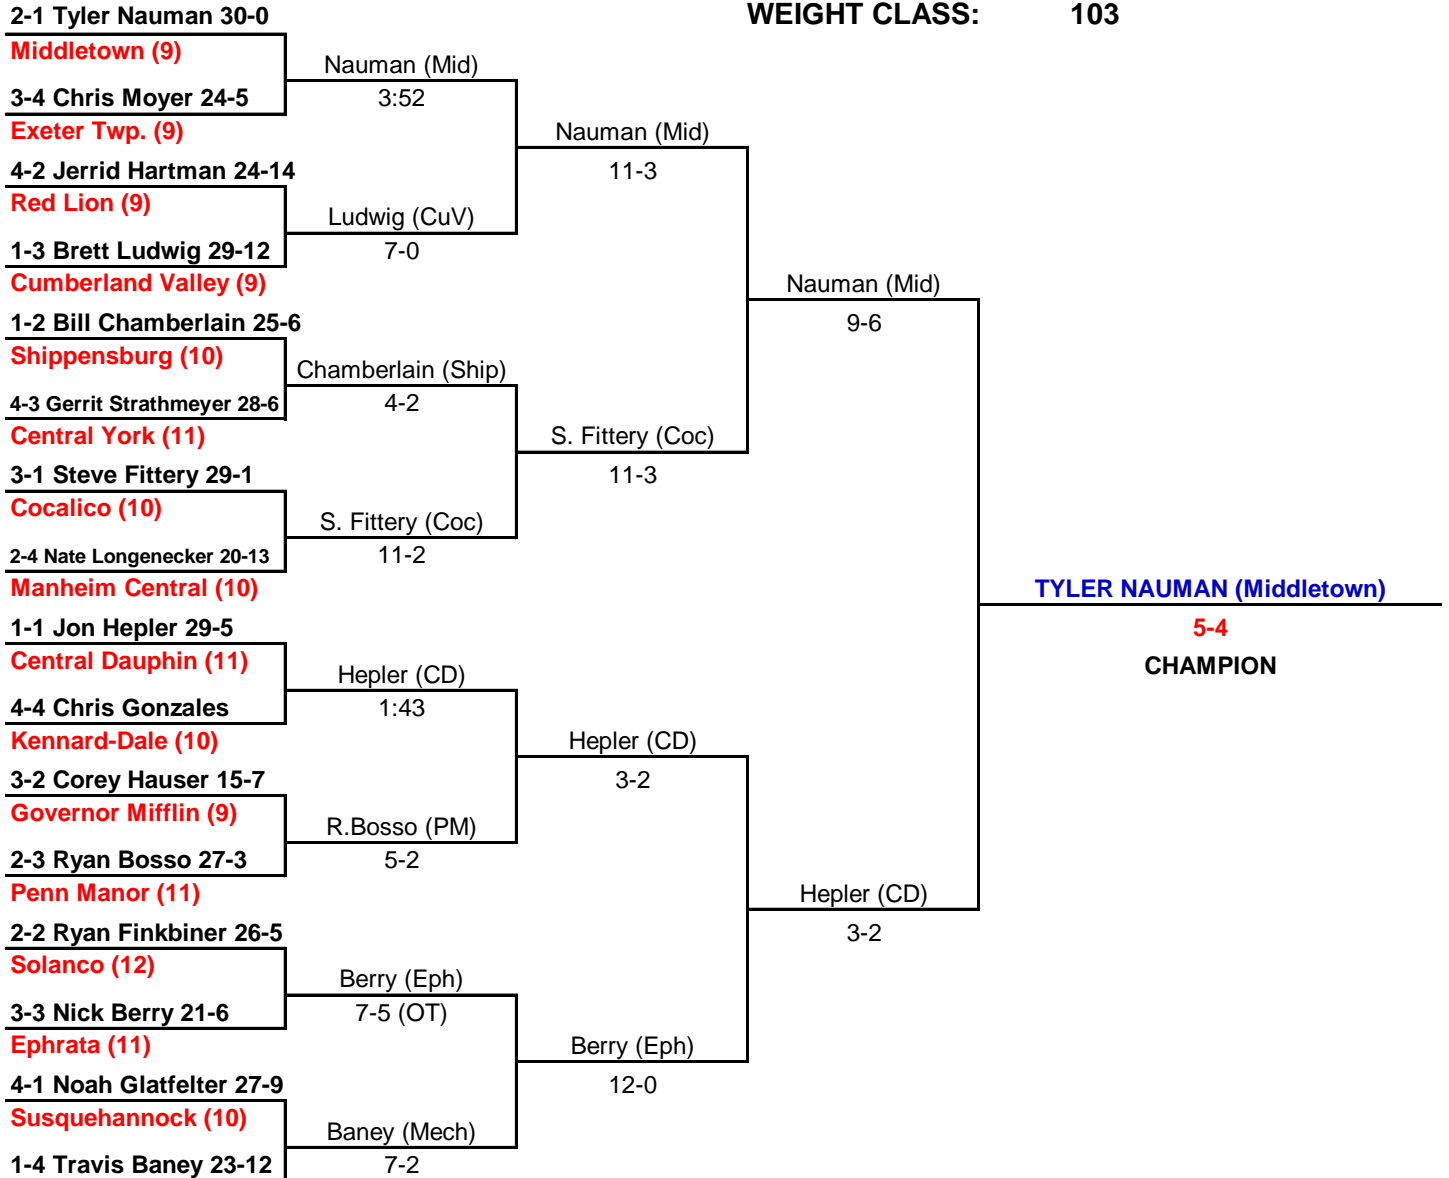 2-1 Tyler Nauman 30-0
WEIGHT CLASS: 103
Middletown (9)
Nauman (Mid)
3-4 Chris Moyer 24-5
3:52
Exeter Twp. (9)
Nauman (Mid)
4-2 Jerrid Hartman 24-14
11-3
Red Lion (9)
Ludwig (CuV)
1-3 Brett Ludwig 29-12
7-0
Cumberland Valley (9)
Nauman (Mid)
1-2 Bill Chamberlain 25-6
9-6
Shippensburg (10)
Chamberlain (Ship)
4-3 Gerrit Strathmeyer 28-6
4-2
Central York (11)
S. Fittery (Coc)
3-1 Steve Fittery 29-1
11-3
Cocalico (10)
S. Fittery (Coc)
2-4 Nate Longenecker 20-13
11-2
Manheim Central (10)
TYLER NAUMAN (Middletown)
1-1 Jon Hepler 29-5
5-4
Central Dauphin (11)
CHAMPION
Hepler (CD)
4-4 Chris Gonzales
1:43
Kennard-Dale (10)
Hepler (CD)
3-2 Corey Hauser 15-7
3-2
Governor Mifflin (9)
R.Bosso (PM)
2-3 Ryan Bosso 27-3
5-2
Penn Manor (11)
Hepler (CD)
2-2 Ryan Finkbiner 26-5
3-2
Solanco (12)
Berry (Eph)
3-3 Nick Berry 21-6
7-5 (OT)
Ephrata (11)
Berry (Eph)
4-1 Noah Glatfelter 27-9
12-0
Susquehannock (10)
Baney (Mech)
1-4 Travis Baney 23-12
7-2